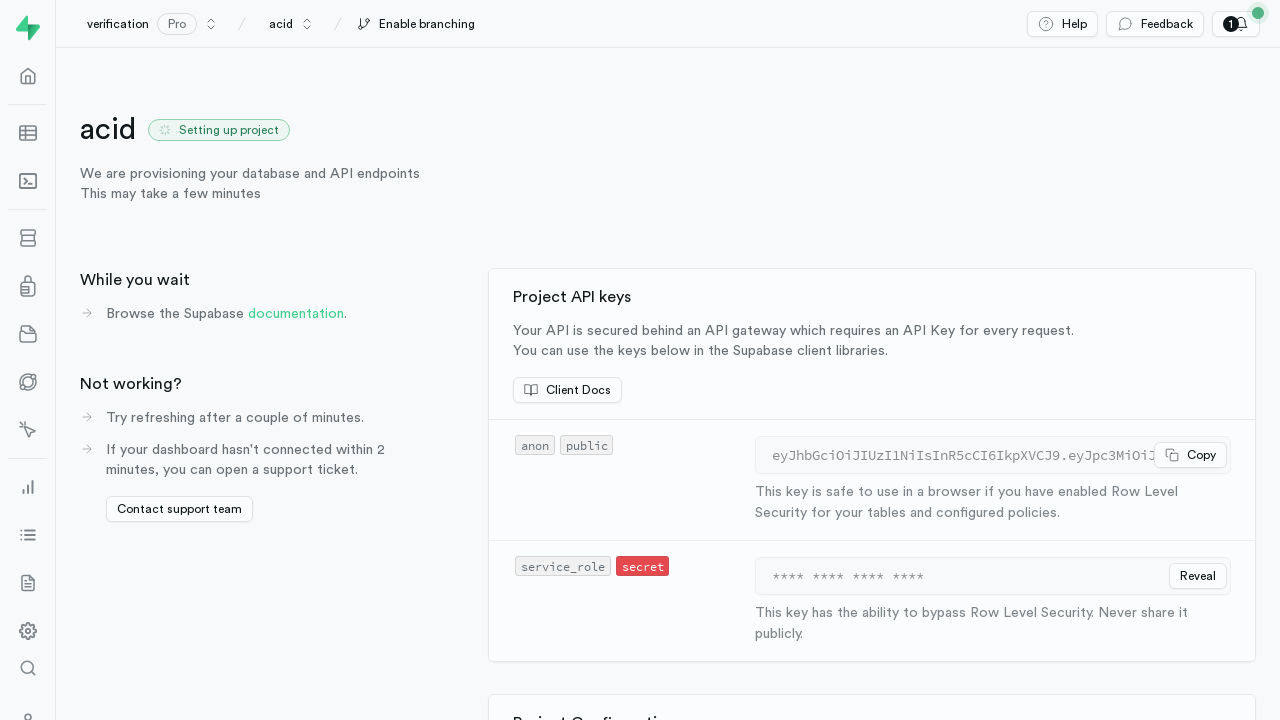 verification Pro / acid / Enable branching Help Feedback 1
acid Setting up project
We are provisioning your database and API endpoints
This may take a few minutes
While you wait
Browse the Supabase documentation.
Not working?
Try refreshing after a couple of minutes.
If your dashboard hasn't connected within 2
minutes, you can open a support ticket.
Contact support team
Project API keys
Your API is secured behind an API gateway which requires an API Key for every request.
You can use the keys below in the Supabase client libraries.
Client Docs
anon public
eyJhbGciOiJIUzI1NiIsInR5cCI6IkpXVCJ9.eyJpc3MiOiJ Copy
This key is safe to use in a browser if you have enabled Row Level
Security for your tables and configured policies.
service_role secret
**** **** **** **** Reveal
This key has the ability to bypass Row Level Security. Never share it
publicly.